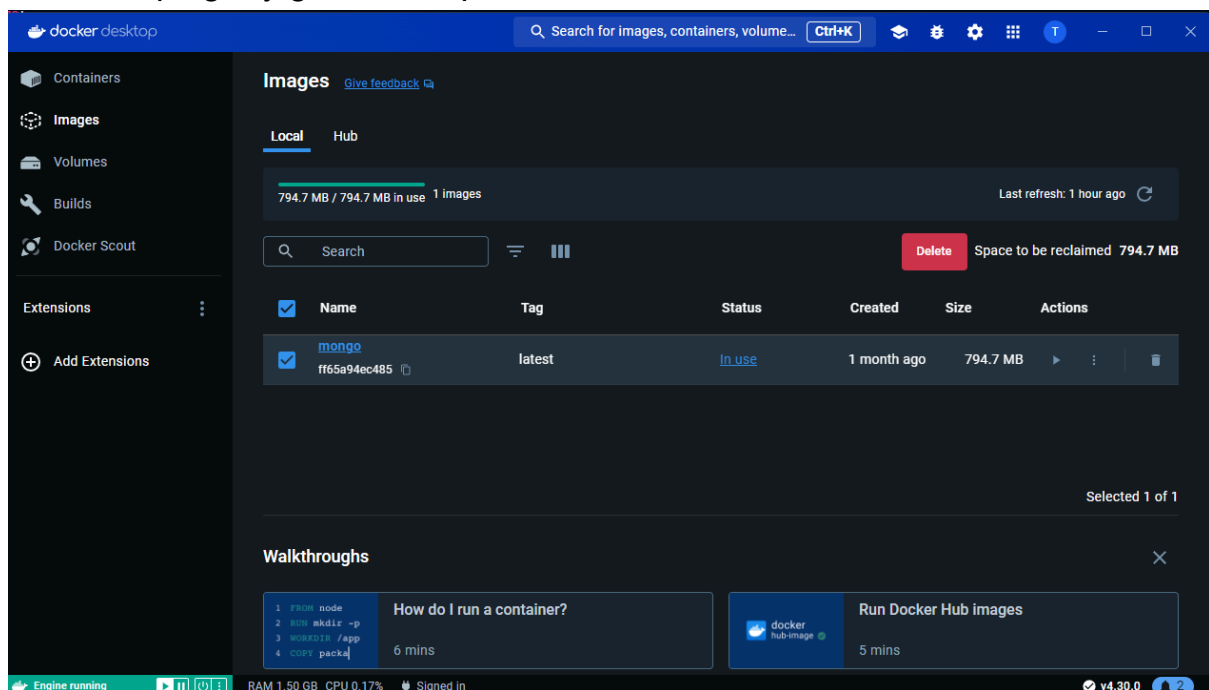 docker desktop
Search for images, containers, volume... Ctrl+K
T
Containers
Images
Volumes
Builds
Docker Scout
Extensions
Add Extensions
Images Give feedback
Local Hub
794.7 MB / 794.7 MB in use 1 images
Last refresh: 1 hour ago
Search
Delete Space to be reclaimed 794.7 MB
Name Tag Status Created Size Actions
mongo
ff65a94ec485
latest In use 1 month ago 794.7 MB
Selected 1 of 1
Walkthroughs
1 FROM node
2 RUN mkdir -p
3 WORKDIR /app
4 COPY packa
How do I run a container?
6 mins
docker
hub-image
Run Docker Hub images
5 mins
Engine running
RAM 1.50 GB CPU 0.17% Signed in
v4.30.0 2